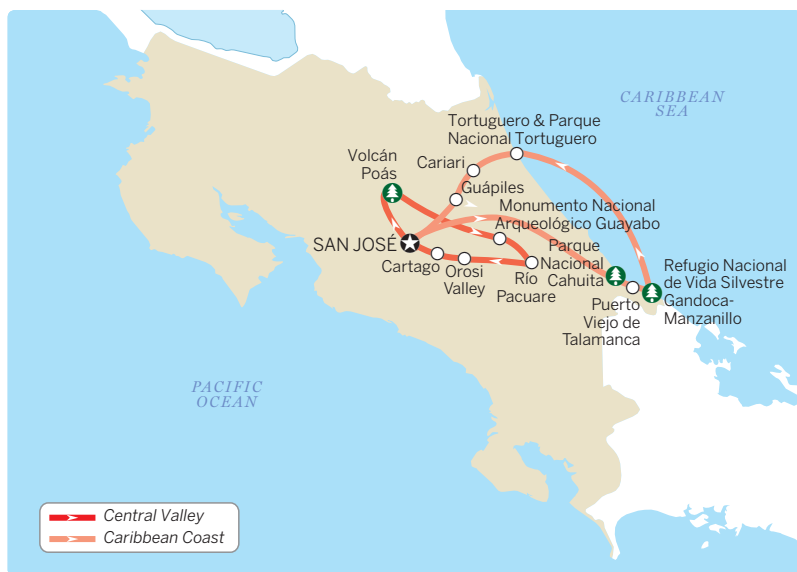 CARIBBEAN
SEA
Tortuguero & Parque
Nacional Tortuguero
Volcán
Poás
Cariari
Guápiles
Monumento Nacional
Arqueológico Guayabo
SAN JOSÉ
Parque
Nacional
Cahuita
Cartago
Orosi
Valley
Río
Pacuare
Refugio Nacional
de Vida Silvestre
Gandoca-
Manzanillo
Puerto
Viejo de
Talamanca
PACIFIC
OCEAN
Central Valley
Caribbean Coast